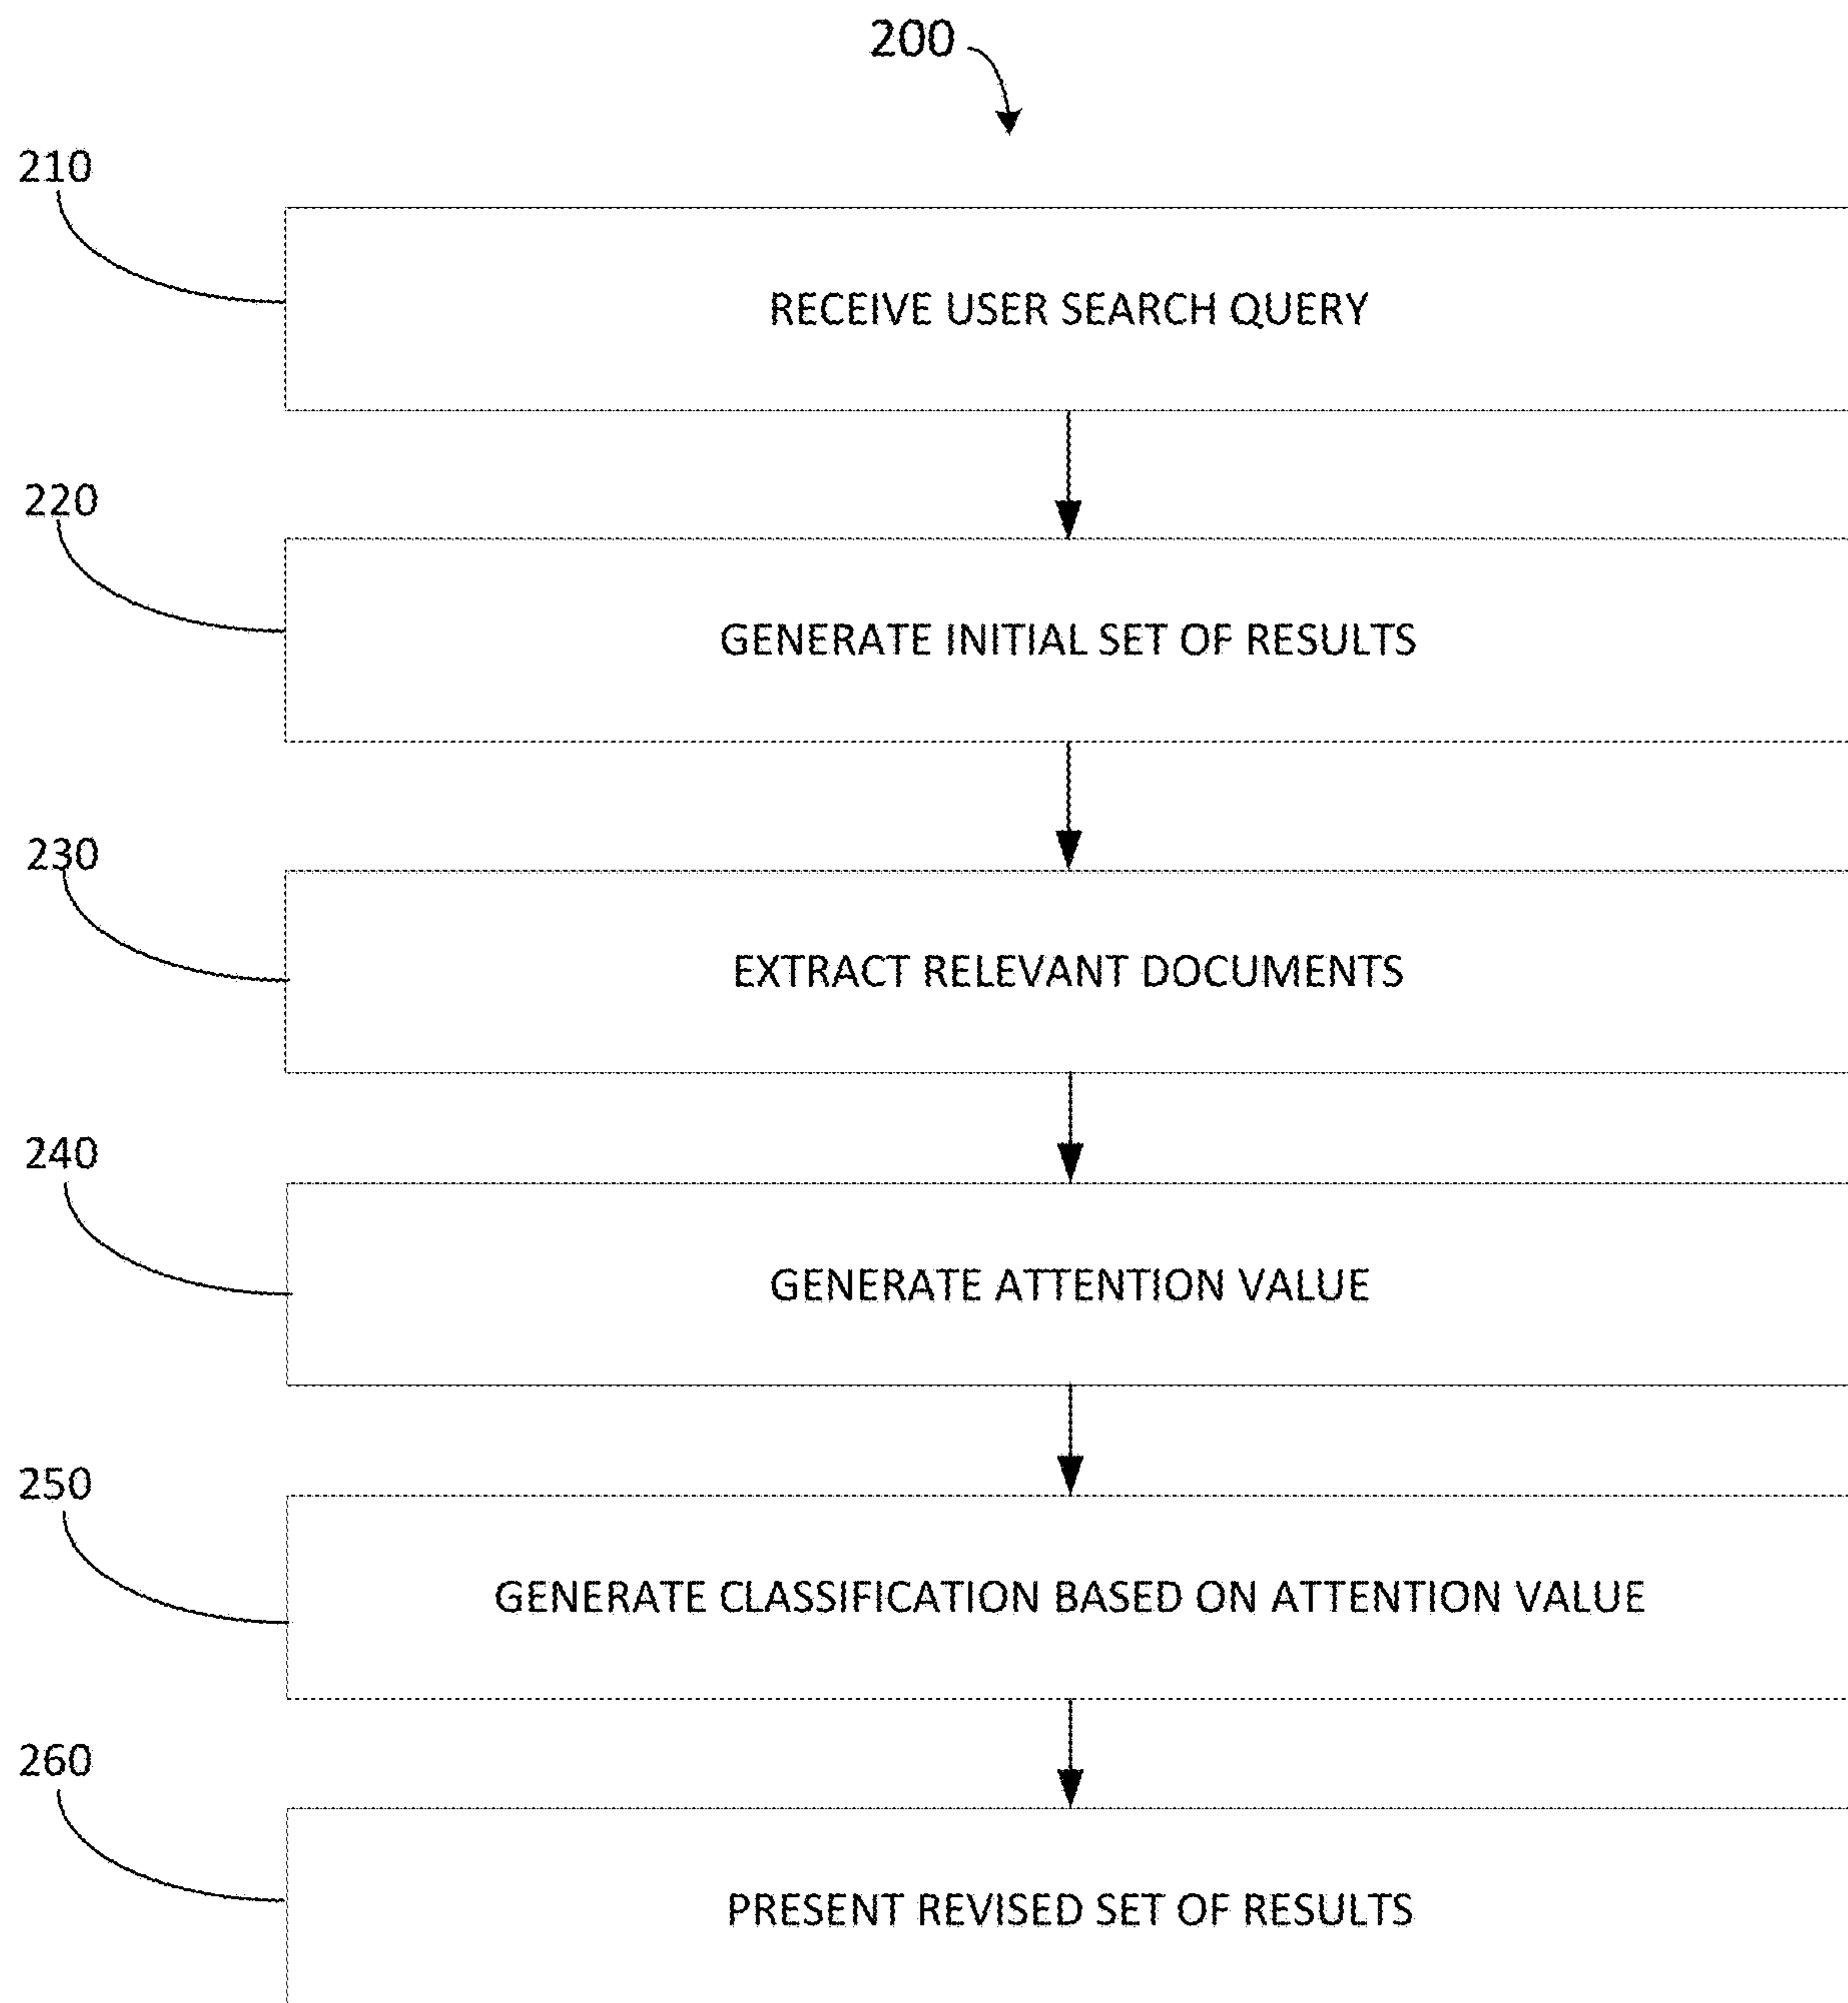 200
210
RECEIVE USER SEARCH QUERY
220
GENERATE INITIAL SET OF RESULTS
230
EXTRACT RELEVANT DOCUMENTS
240
GENERATE ATTENTION VALUE
250
GENERATE CLASSIFICATION BASED ON ATTENTION VALUE
260
PRESENT REVISED SET OF RESULTS